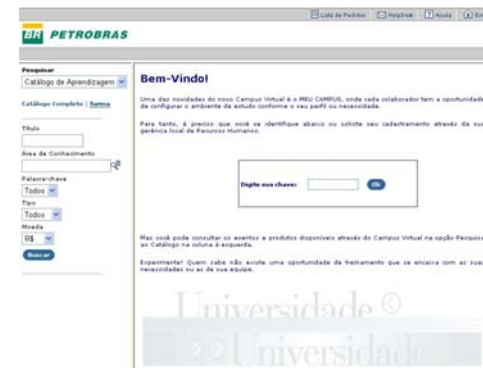 Lista de Pedidos HelpDesk Ajuda
BR PETROBRAS
Pesquisar
Catálogo de Aprendizagem
Catálogo Completo | Turma
Título
Área de Conhecimento
Palavra-chave
Todos
Tipo
Todos
Moeda
R$
Buscar
Bem-Vindo!
Uma das novidades do novo Campus Virtual é o MEU CAMPUS, onde cada colaborador tem a oportunidade
de configurar o ambiente de estudo conforme o seu perfil ou necessidade.
Para tanto, é preciso que você se identifique abaixo ou solicite seu cadastramento através da sua
gerência local de Recursos Humanos.
Digite sua chave:
Ok
Mas você pode consultar os eventos e produtos disponíveis através do Campus Virtual na opção Pesquisa
ao Catálogo na coluna à esquerda.
Experimente! Quem sabe não existe uma oportunidade de treinamento que se encaixa com as suas
necessidades ou as de sua equipe.
Universidade ©
Universidade